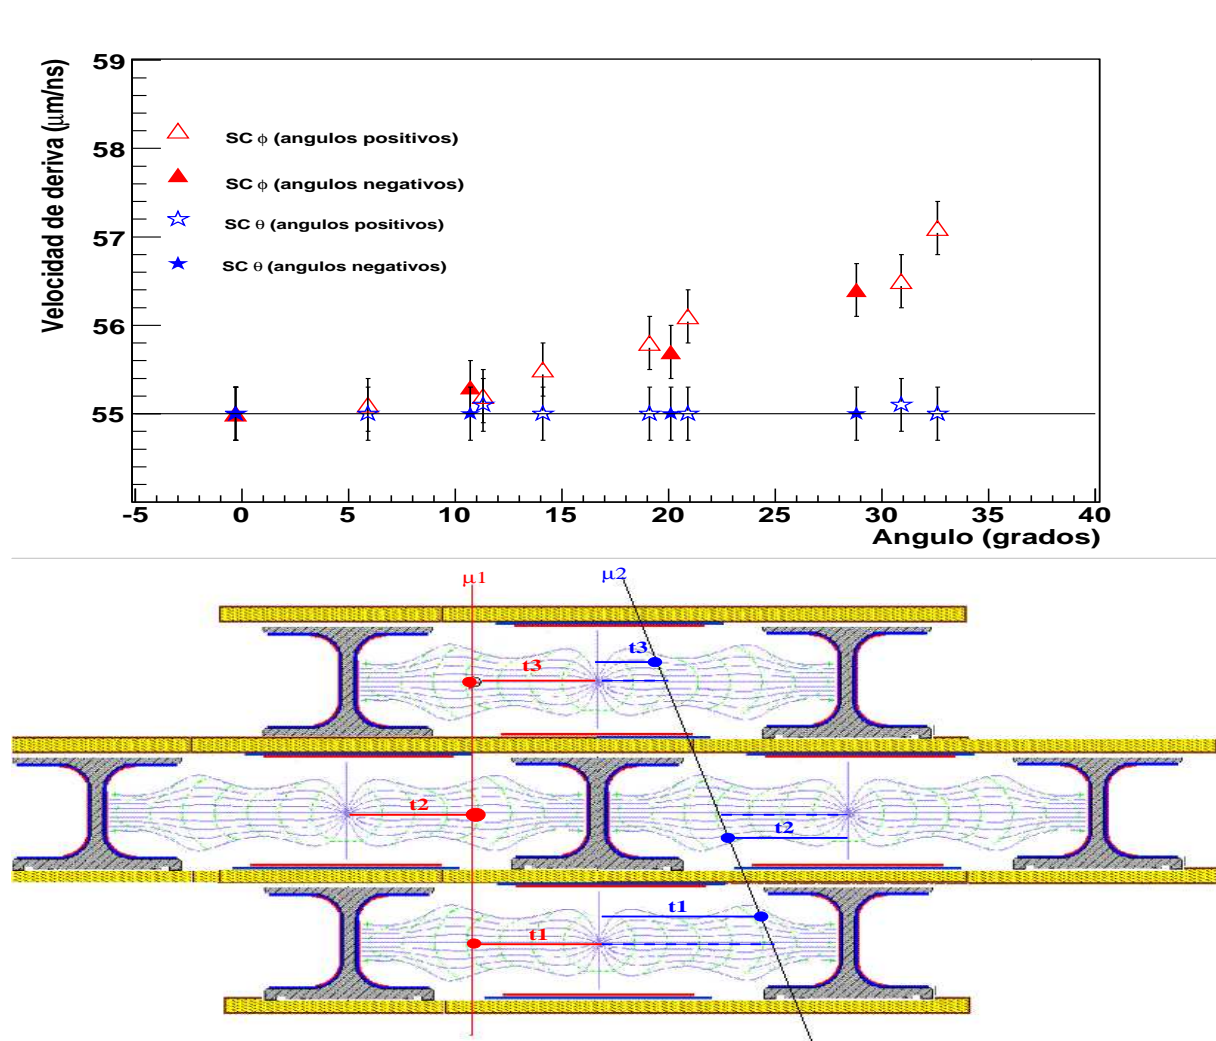 59
58
57
56
55
Velocidad de deriva (μm/ns)
SC φ (angulos positivos)
SC φ (angulos negativos)
SC θ (angulos positivos)
SC θ (angulos negativos)
-5 0 5 10 15 20 25 30 35 40
Angulo (grados)
μ1 μ2
t3 t3
t2 t2
t1 t1